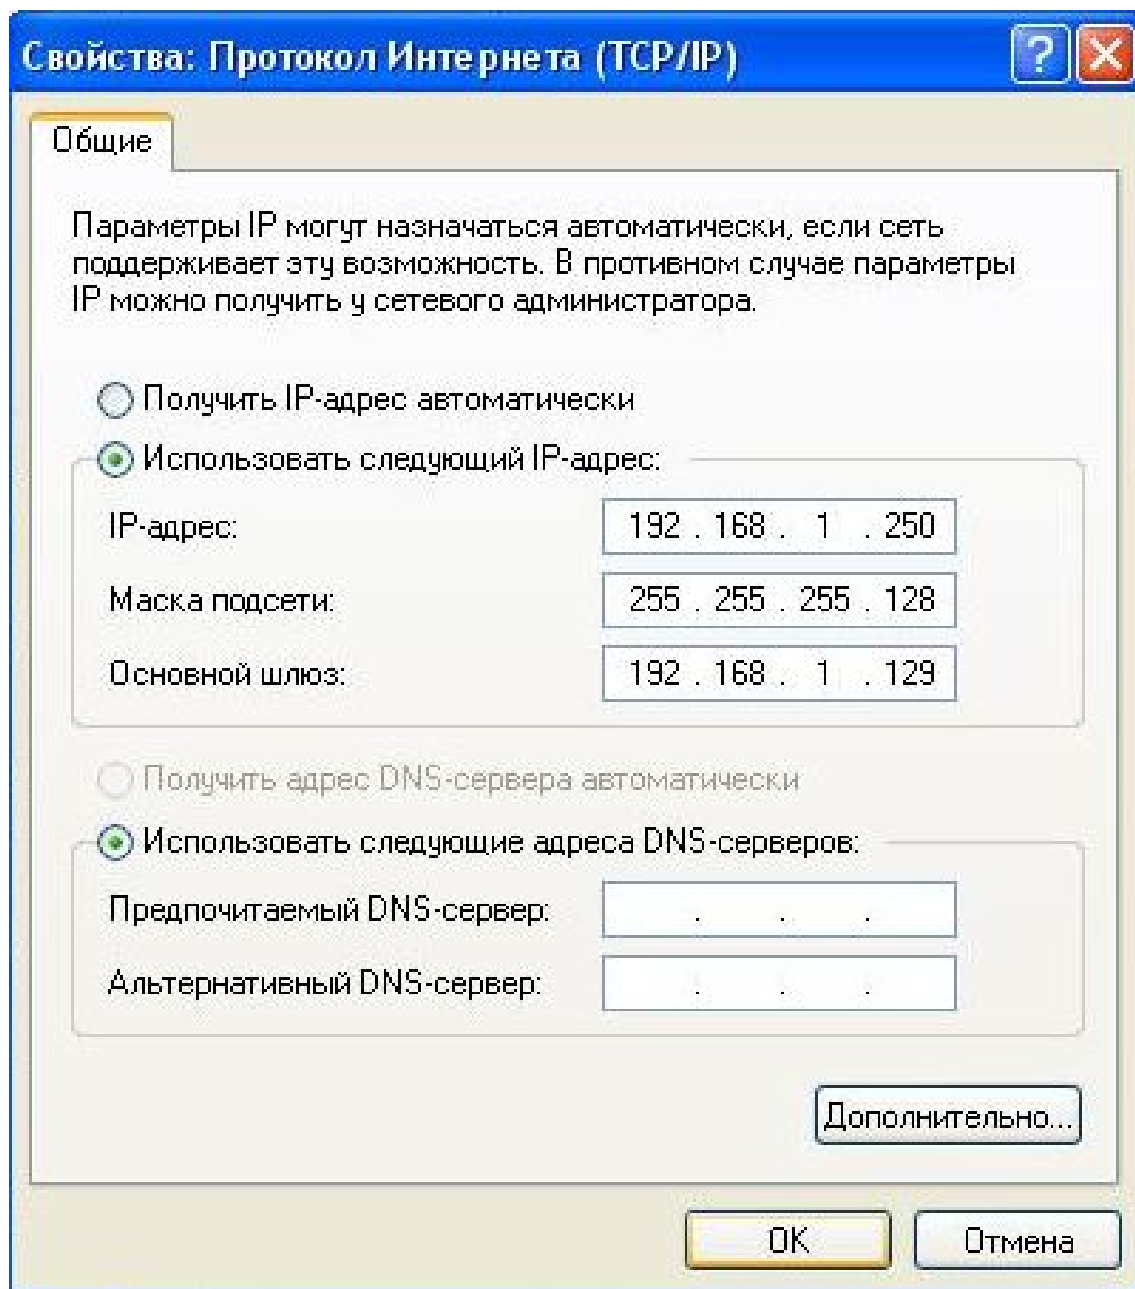 Свойства: Протокол Интернета (TCP/IP)
Общие
Параметры IP могут назначаться автоматически, если сеть
поддерживает эту возможность. В противном случае параметры
IP можно получить у сетевого администратора.
Получить IP-адрес автоматически
Использовать следующий IP-адрес:
IP-адрес: 192 . 168 . 1 . 250
Маска подсети: 255 . 255 . 255 . 128
Основной шлюз: 192 . 168 . 1 . 129
Получить адрес DNS-сервера автоматически
Использовать следующие адреса DNS-серверов:
Предпочитаемый DNS-сервер: . . .
Альтернативный DNS-сервер: . . .
Дополнительно...
OK Отмена